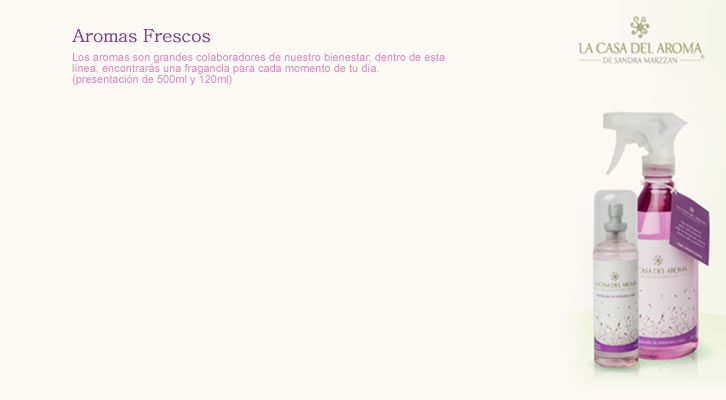 Aromas Frescos
Los aromas son grandes colaboradores de nuestro bienestar, dentro de esta
línea, encontrarás una fragancia para cada momento de tu día.
(presentación de 500ml y 120ml)
LA CASA DEL AROMA
DE SANDRA MARZZAN
LA CASA DEL AROMA
CASA DEL AROMA